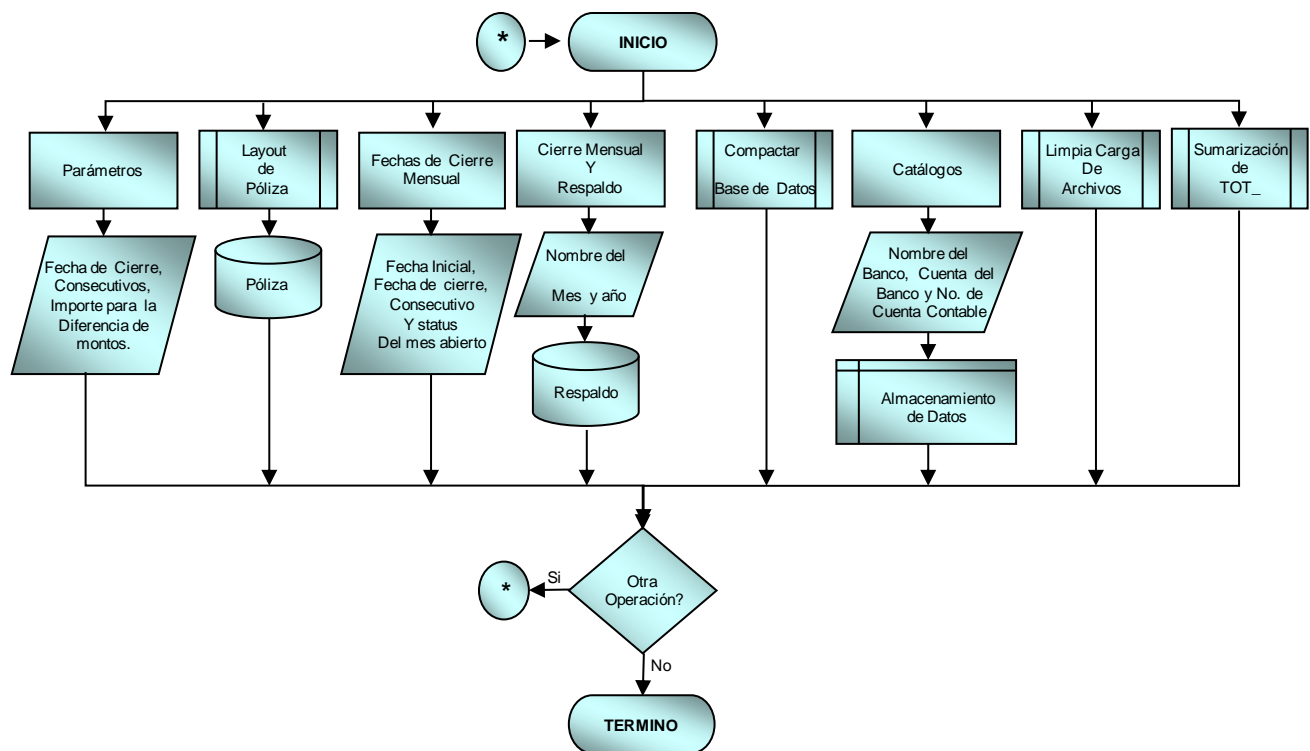 *
INICIO
Parámetros
Layout
de
Póliza
Fechas de Cierre
Mensual
Cierre Mensual
Y
Respaldo
Compactar
Base de Datos
Catálogos
Limpia Carga
De
Archivos
Sumarización
de
TOT_
Fecha de Cierre,
Consecutivos,
Importe para la
Diferencia de
montos.
Póliza
Fecha Inicial,
Fecha de cierre,
Consecutivo
Y status
Del mes abierto
Nombre del
Mes y año
Nombre del
Banco, Cuenta del
Banco y No. de
Cuenta Contable
Respaldo
Almacenamiento
de Datos
*
Si
Otra
Operación?
No
TERMINO